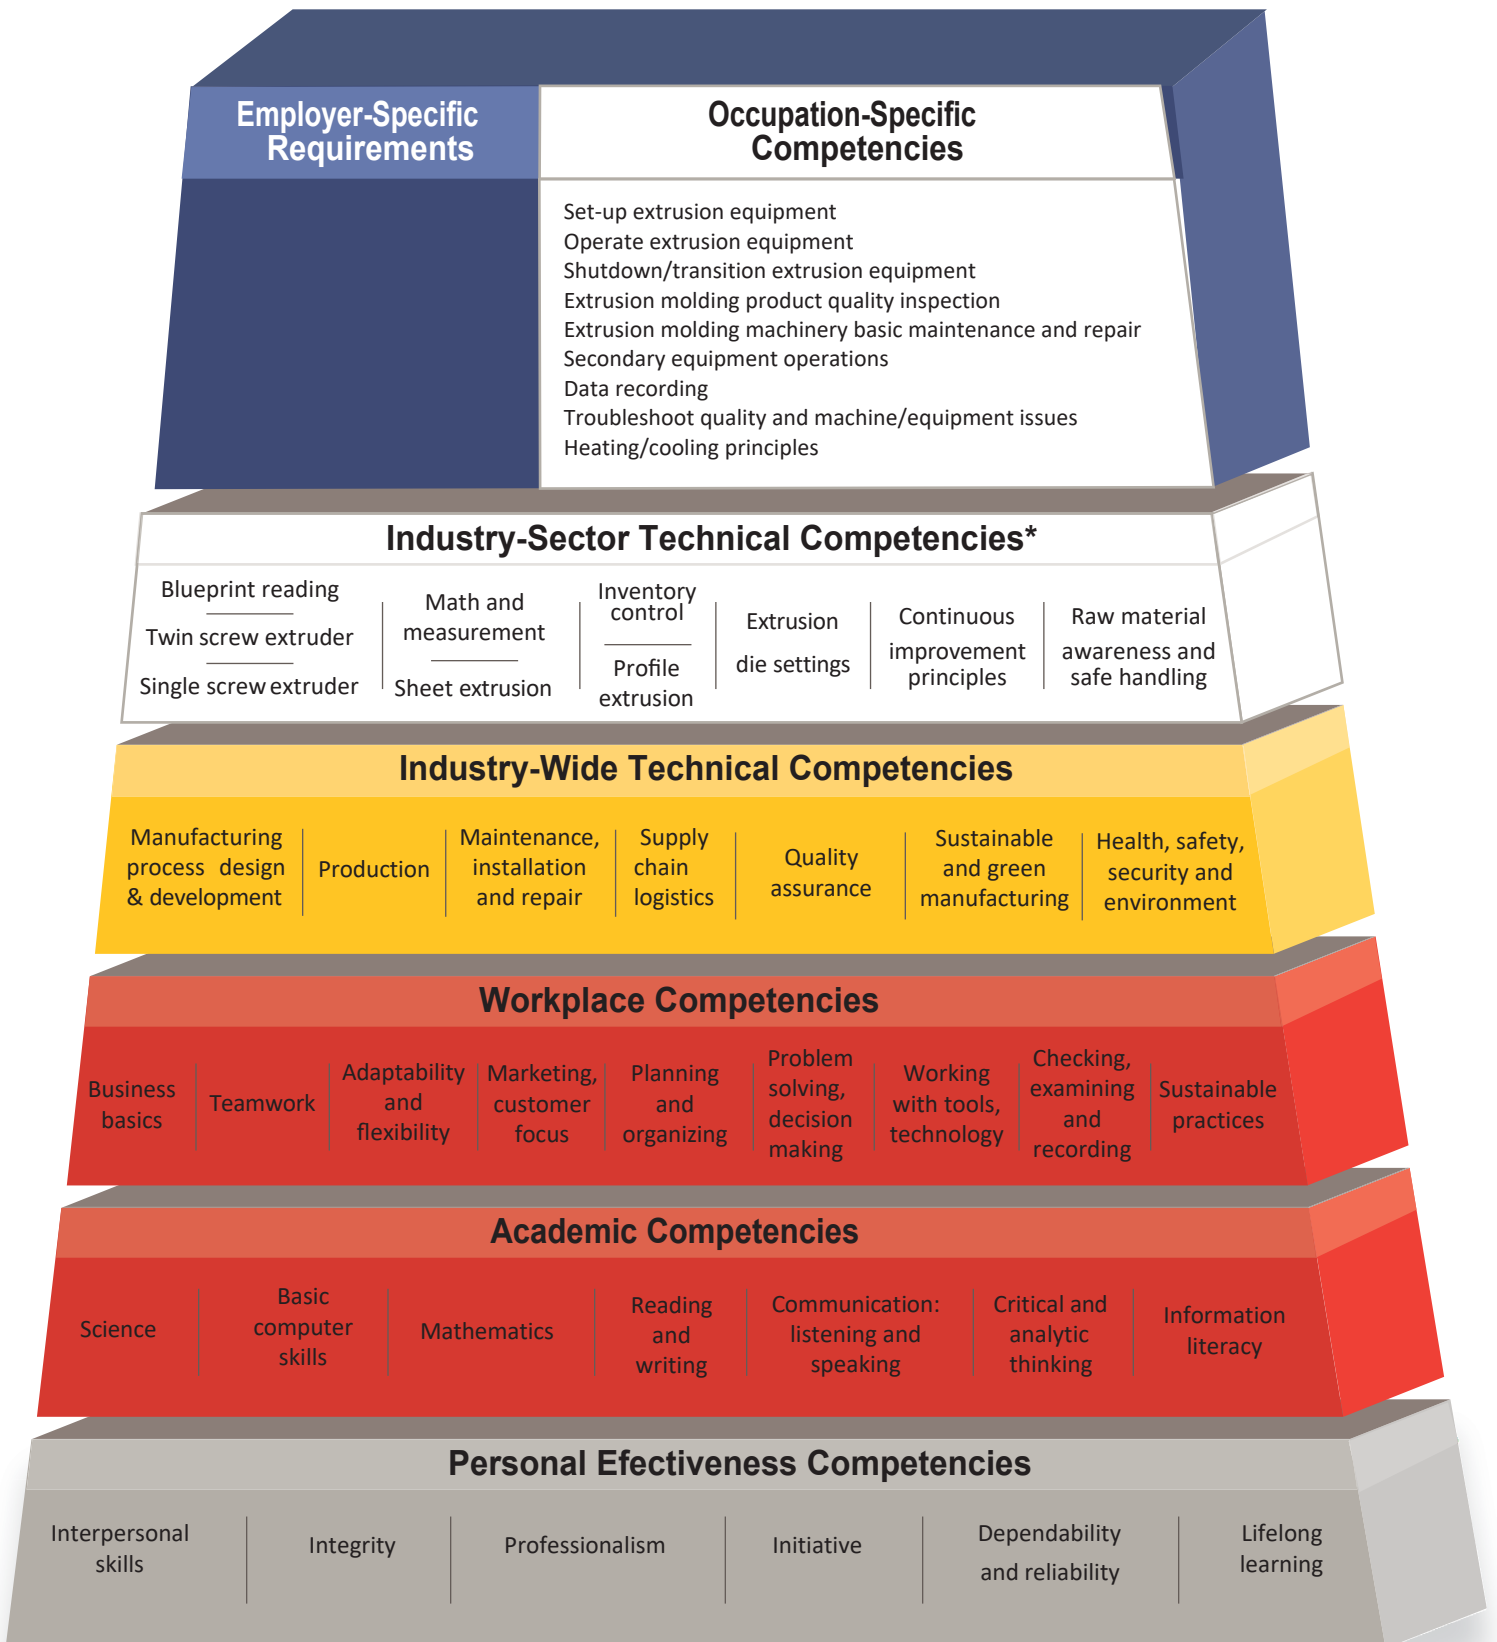 Employer-Specific
Requirements
Occupation-Specific
Competencies
Set-up extrusion equipment
Operate extrusion equipment
Shutdown/transition extrusion equipment
Extrusion molding product quality inspection
Extrusion molding machinery basic maintenance and repair
Secondary equipment operations
Data recording
Troubleshoot quality and machine/equipment issues
Heating/cooling principles
Industry-Sector Technical Competencies*
Blueprint reading
Twin screw extruder
Single screw extruder
Math and
measurement
Sheet extrusion
Inventory
control
Profile
extrusion
Extrusion
die settings
Continuous
improvement
principles
Raw material
awareness and
safe handling
Industry-Wide Technical Competencies
Manufacturing
process design
& development
Production
Maintenance,
installation
and repair
Supply
chain
logistics
Quality
assurance
Sustainable
and green
manufacturing
Health, safety,
security and
environment
Workplace Competencies
Business
basics
Teamwork
Adaptability
and
flexibility
Marketing,
customer
focus
Planning
and
organizing
Problem
solving,
decision
making
Working
with tools,
technology
Checking,
examining
and
recording
Sustainable
practices
Academic Competencies
Science
Basic
computer
skills
Mathematics
Reading
and
writing
Communication:
listening and
speaking
Critical and
analytic
thinking
Information
literacy
Personal Efectiveness Competencies
Interpersonal
skills
Integrity
Professionalism
Initiative
Dependability
and reliability
Lifelong
learning